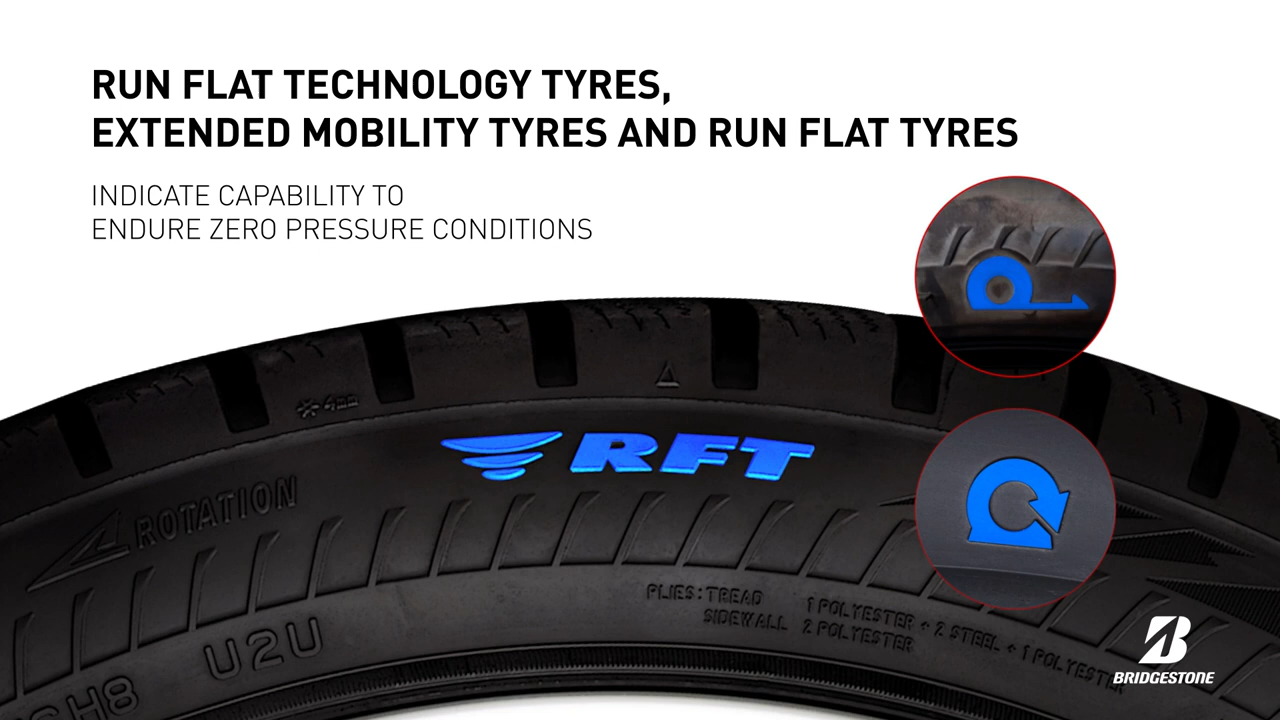 RUN FLAT TECHNOLOGY TYRES,
EXTENDED MOBILITY TYRES AND RUN FLAT TYRES
INDICATE CAPABILITY TO
ENDURE ZERO PRESSURE CONDITIONS
RFT
ROTATION
PLIES: TREAD 1 POLYESTER + 2 STEEL + 1 POLYESTER
SIDEWALL 2 POLYESTER
U2U
H8
BRIDGESTONE